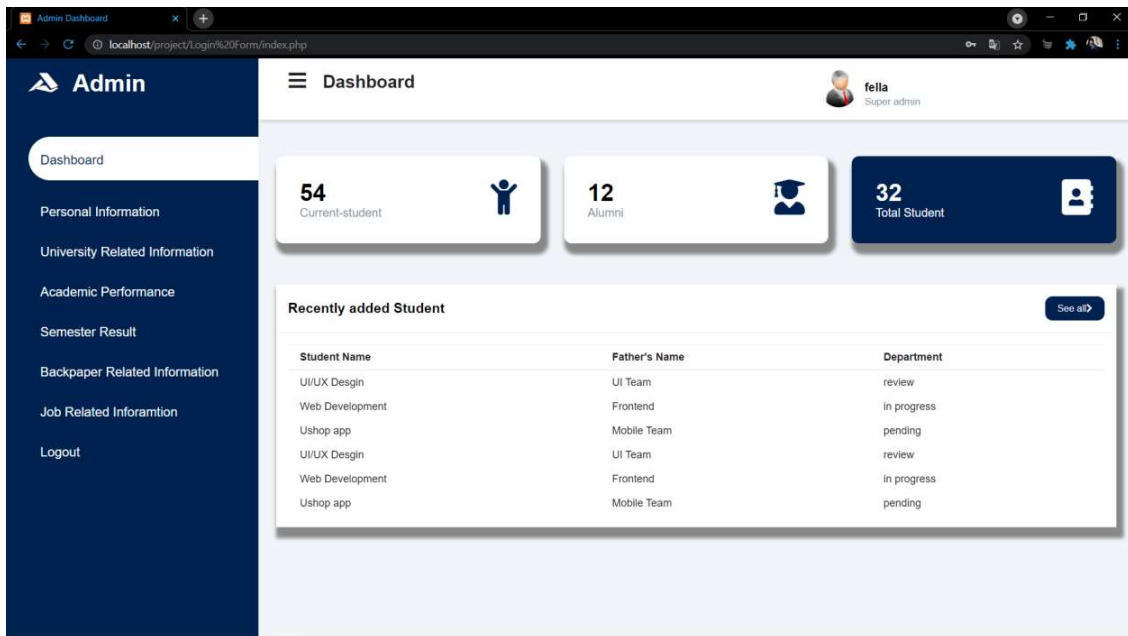 Admin Dashboard
localhost/project/Login%20Form/index.php
Admin
Dashboard
fella
Super admin
Dashboard
Personal Information
University Related Information
Academic Performance
Semester Result
Backpaper Related Information
Job Related Inforamtion
Logout
54
Current-student
12
Alumni
32
Total Student
Recently added Student
See all
Student Name Father's Name Department
UI/UX Desgin UI Team review
Web Development Frontend in progress
Ushop app Mobile Team pending
UI/UX Desgin UI Team review
Web Development Frontend in progress
Ushop app Mobile Team pending